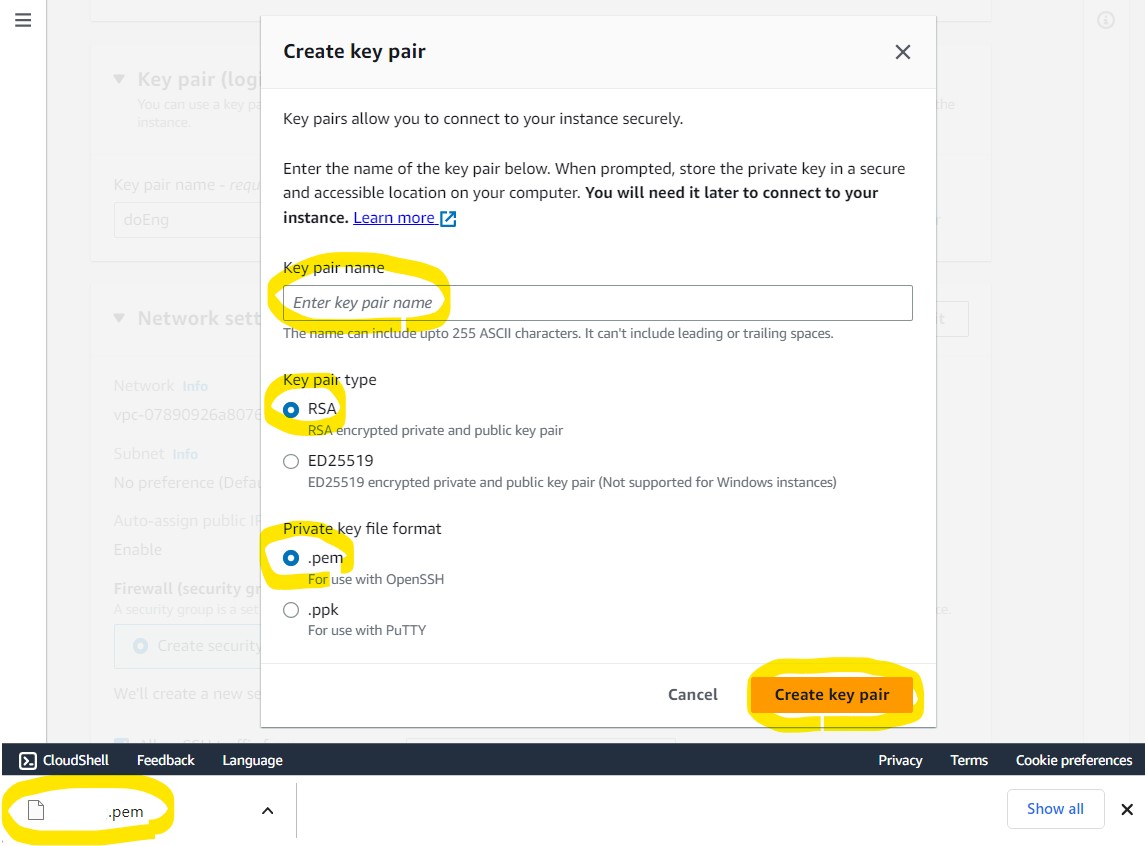 Create key pair
Key pair (logi
You can use a key pa
the
instance.
Key pairs allow you to connect to your instance securely.
Enter the name of the key pair below. When prompted, store the private key in a secure
and accessible location on your computer. You will need it later to connect to your
instance. Learn more
Key pair name - requ
doEng
Key pair name
Enter key pair name
The name can include upto 255 ASCII characters. It can't include leading or trailing spaces.
Network sett
Key pair type
RSA
RSA encrypted private and public key pair
ED25519
ED25519 encrypted private and public key pair (Not supported for Windows instances)
Network Info
vpc-07890926a8076
Subnet Info
No preference (Defau
Auto-assign public IP
Enable
Private key file format
.pem
For use with OpenSSH
.ppk
For use with PuTTY
Firewall (security gr
A security group is a set
ce.
Create security
We'll create a new se
Cancel
Create key pair
CloudShell Feedback Language
Privacy Terms Cookie preferences
.pem
Show all